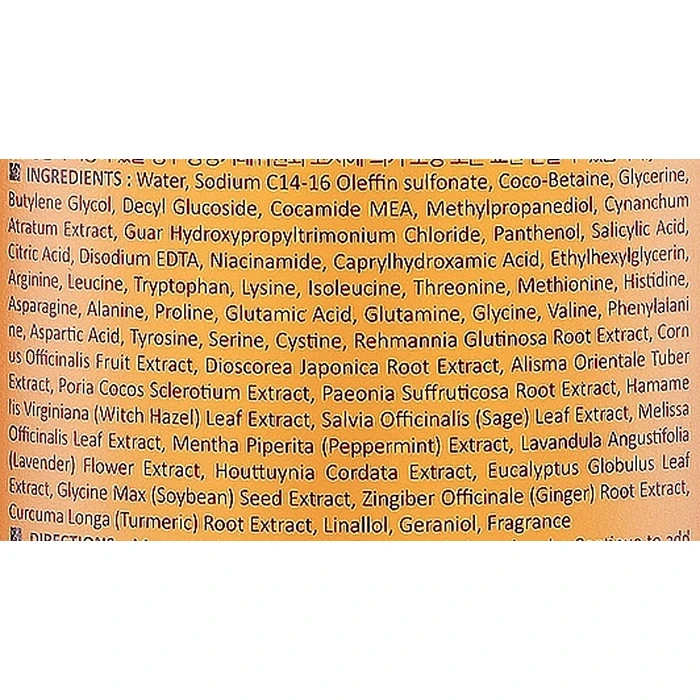 INGREDIENTS : Water, Sodium C14-16 Oleffin sulfonate, Coco-Betaine, Glycerine,
Butylene Glycol, Decyl Glucoside, Cocamide MEA, Methylpropanediol, Cynanchum
Atratum Extract, Guar Hydroxypropyltrimonium Chloride, Panthenol, Salicylic Acid,
Citric Acid, Disodium EDTA, Niacinamide, Caprylhydroxamic Acid, Ethylhexylglycerin,
Arginine, Leucine, Tryptophan, Lysine, Isoleucine, Threonine, Methionine, Histidine,
Asparagine, Alanine, Proline, Glutamic Acid, Glutamine, Glycine, Valine, Phenylalani
ne, Aspartic Acid, Tyrosine, Serine, Cystine, Rehmannia Glutinosa Root Extract, Corn
us Officinalis Fruit Extract, Dioscorea Japonica Root Extract, Alisma Orientale Tuber
Extract, Poria Cocos Sclerotium Extract, Paeonia Suffruticosa Root Extract, Hamame
lis Virginiana (Witch Hazel) Leaf Extract, Salvia Officinalis (Sage) Leaf Extract, Melissa
Officinalis Leaf Extract, Mentha Piperita (Peppermint) Extract, Lavandula Angustifolia
(Lavender) Flower Extract, Houttuynia Cordata Extract, Eucalyptus Globulus Leaf
Extract, Glycine Max (Soybean) Seed Extract, Zingiber Officinale (Ginger) Root Extract,
Curcuma Longa (Turmeric) Root Extract, Linallol, Geraniol, Fragrance
DIRECTIONS Continue to add